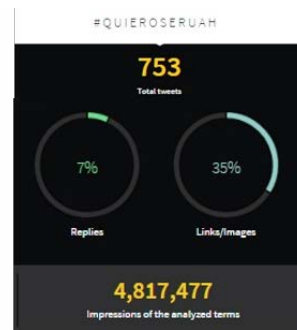 #QUIEROSERUAH
753
Total tweets
7% 35%
Replies Links/Images
4,817,477
Impressions of the analyzed terms